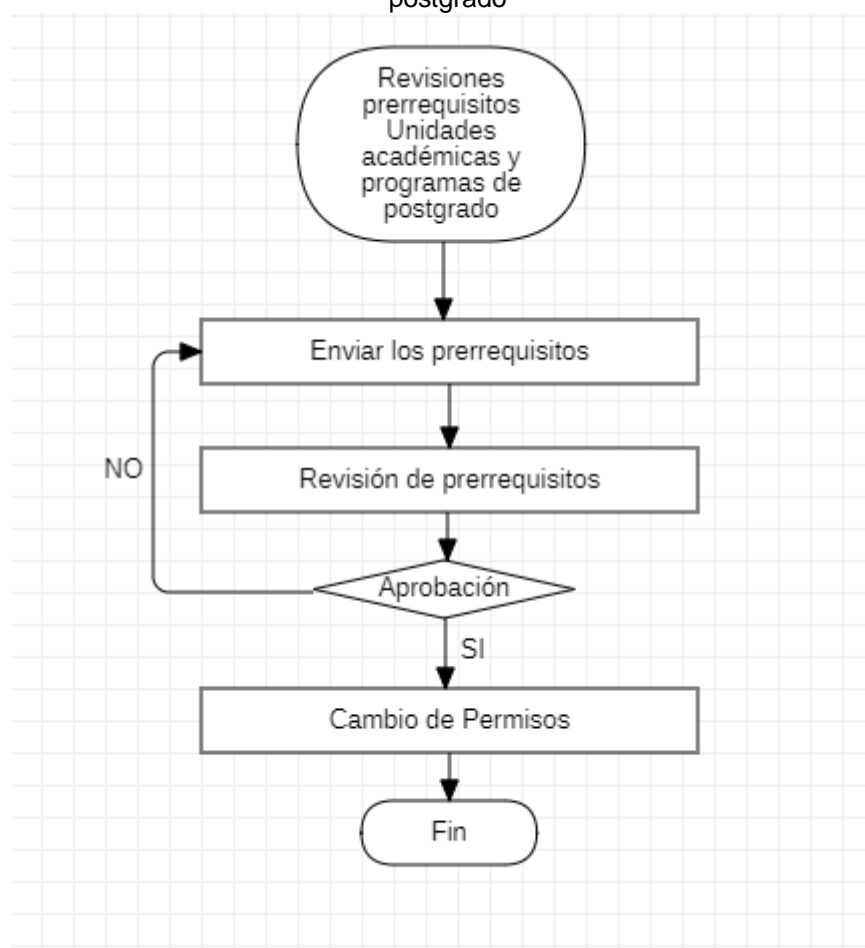 postgrado
Revisiones
prerrequisitos
Unidades
académicas y
programas de
postgrado
Enviar los prerrequisitos
NO
Revisión de prerrequisitos
Aprobación
SI
Cambio de Permisos
Fin